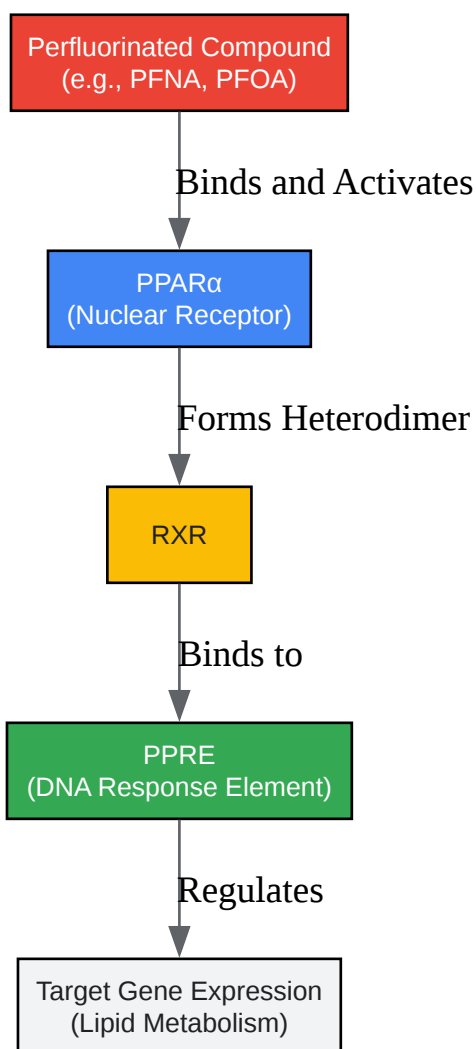 Perfluorinated Compound
(e.g., PFNA, PFOA)
Binds and Activates
PPARα
(Nuclear Receptor)
Forms Heterodimer
RXR
Binds to
PPRE
(DNA Response Element)
Regulates
Target Gene Expression
(Lipid Metabolism)